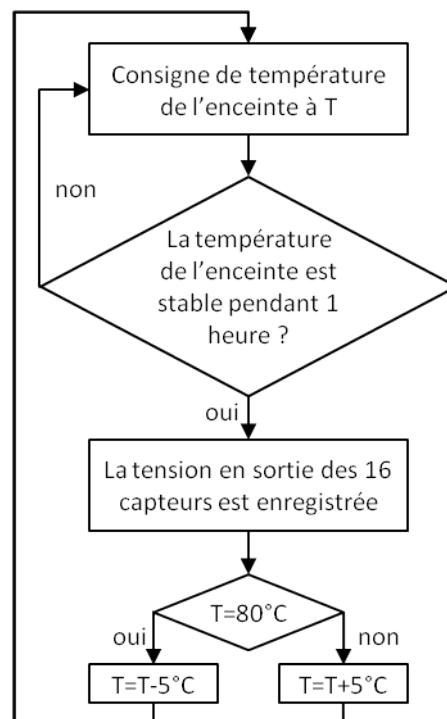 Consigne de température
de l'enceinte à T
non
La
température
de l'enceinte est
stable pendant 1
heure ?
oui
La tension en sortie des 16
capteurs est enregistrée
T=80°C
oui
non
T=T-5°C
T=T+5°C